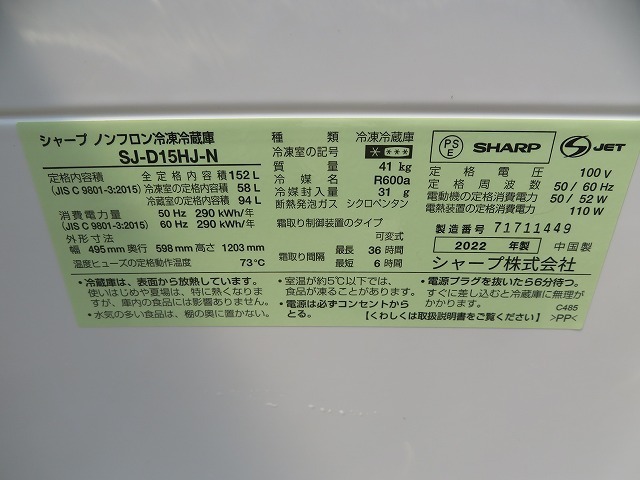 シャープ ノンフロン冷凍冷蔵庫
SJ-D15HJ-N
定格内容積 全定格内容積 152 L
(JIS C 9801-3:2015) 冷凍室の定格内容積 58 L
冷蔵室の定格内容積 94 L
消費電力量 50 Hz 290 kWh/年
(JIS C 9801-3:2015) 60 Hz 290 kWh/年
外形寸法
幅 495 mm 奥行 598 mm 高さ 1203 mm
温度ヒューズの定格動作温度 73℃
種類 冷凍冷蔵庫
冷凍室の記号 * ***
質量 41 kg
冷媒名 R600a
冷媒封入量 31 g
断熱発泡ガス シクロペンタン
霜取り制御装置のタイプ
可変式
霜取り間隔 最長 36 時間
最短 6 時間
PS
E
SHARP
S JET
定格電圧 100 V
定格周波数 50 / 60 Hz
電動機の定格消費電力 50 / 52 W
電熱装置の定格消費電力 110 W
製造番号 71711449
2022 年製 中国製
シャープ株式会社
・冷蔵庫は、表面から放熱しています。
使いはじめや夏場は、特に熱くなりま
すが、庫内の食品には影響ありません。
・水気の多い食品は、棚の奥に置かない。
・室温が約5℃以下では、
食品が凍ることがあります。
・電源は必ずコンセントから
とる。
・電源プラグを抜いたら6分待つ。
すぐに差し込むと冷蔵庫に無理が
かかります。
C485
【くわしくは取扱説明書をご覧ください】 >PP<